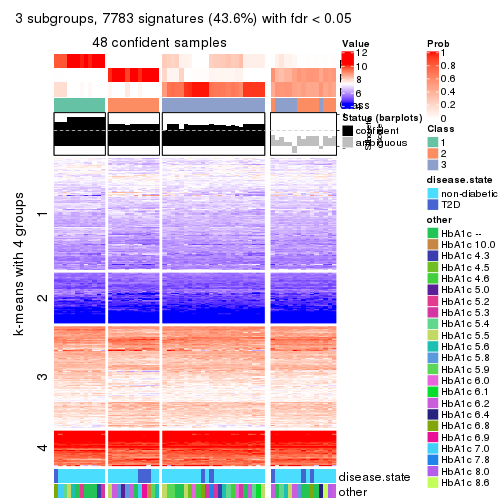 3 subgroups, 7783 signatures (43.6%) with fdr < 0.05
48 confident samples
k-means with 4 groups
1
2
3
4
Value
12
10
8
6
Class
Status (barplots)
confident
ambiguous
disease.state
other
Prob
1
0.8
0.6
0.4
0.2
0
Class
1
2
3
disease.state
non-diabetic
T2D
other
HbA1c --
HbA1c 10.0
HbA1c 4.3
HbA1c 4.5
HbA1c 4.6
HbA1c 5.0
HbA1c 5.2
HbA1c 5.3
HbA1c 5.4
HbA1c 5.5
HbA1c 5.6
HbA1c 5.8
HbA1c 5.9
HbA1c 6.0
HbA1c 6.1
HbA1c 6.2
HbA1c 6.4
HbA1c 6.8
HbA1c 6.9
HbA1c 7.0
HbA1c 7.8
HbA1c 8.0
HbA1c 8.6